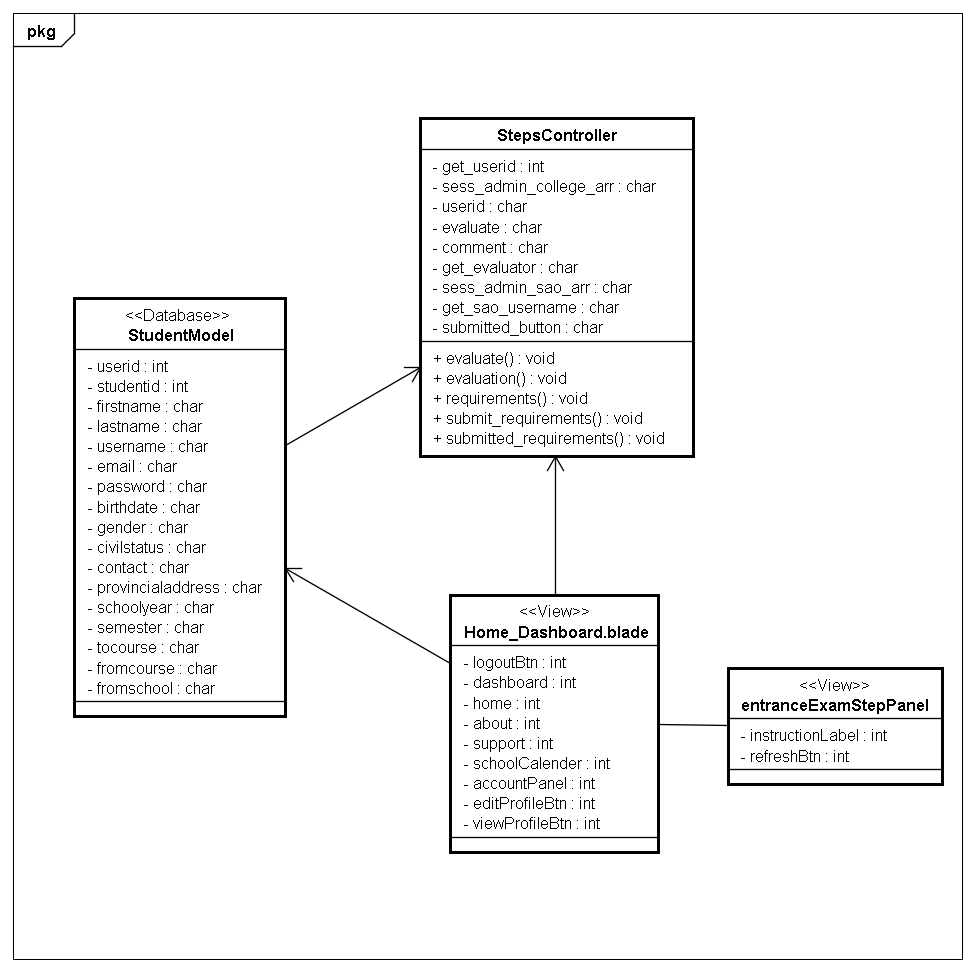 pkg
StepsController
- get_userid : int
- sess_admin_college_arr : char
- userid : char
- evaluate : char
- comment : char
- get_evaluator : char
- sess_admin_sao_arr : char
- get_sao_username : char
- submitted_button : char
+ evaluate() : void
+ evaluation() : void
+ requirements() : void
+ submit_requirements() : void
+ submitted_requirements() : void
<<Database>>
StudentModel
- userid : int
- studentid : int
- firstname : char
- lastname : char
- username : char
- email : char
- password : char
- birthdate : char
- gender : char
- civilstatus : char
- contact : char
- provincialaddress : char
- schoolyear : char
- semester : char
- tocourse : char
- fromcourse : char
- fromschool : char
<<View>>
Home_Dashboard.blade
- logoutBtn : int
- dashboard : int
- home : int
- about : int
- support : int
- schoolCalender : int
- accountPanel : int
- editProfileBtn : int
- viewProfileBtn : int
<<View>>
entranceExamStepPanel
- instructionLabel : int
- refreshBtn : int